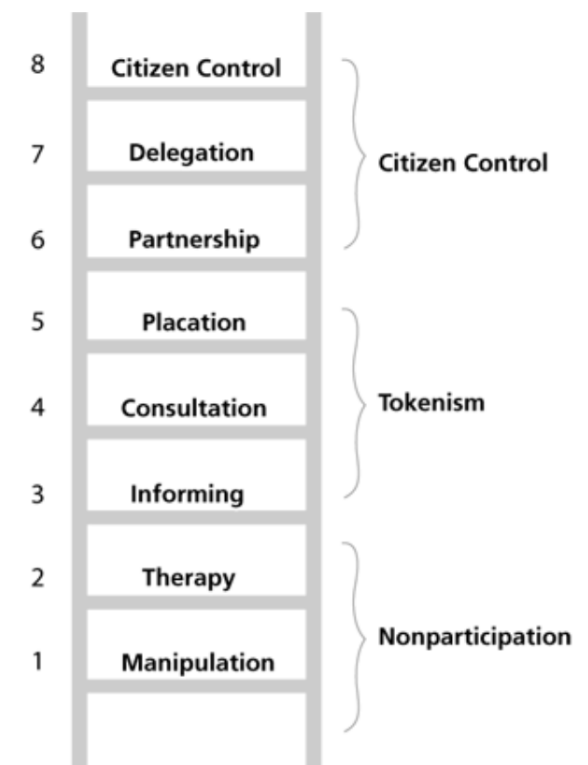 8 Citizen Control
7 Delegation
Citizen Control
6 Partnership
5 Placation
4 Consultation
Tokenism
3 Informing
2 Therapy
Nonparticipation
1 Manipulation